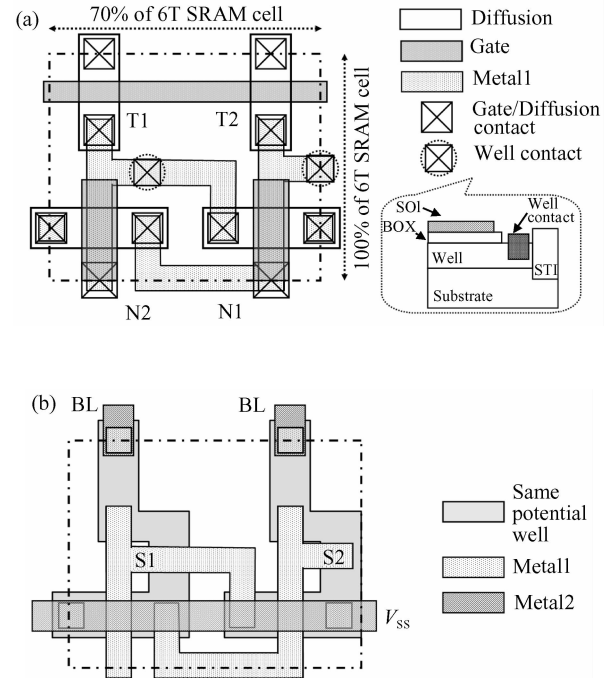 (a)
70% of 6T SRAM cell
T1
T2
100% of 6T SRAM cell
N2
N1
Diffusion
Gate
Metal1
Gate/Diffusion
contact
Well contact
SOI
BOX
Well
contact
Well
STI
Substrate
(b)
BL
BL
S1
S2
VSS
Same
potential
well
Metal1
Metal2